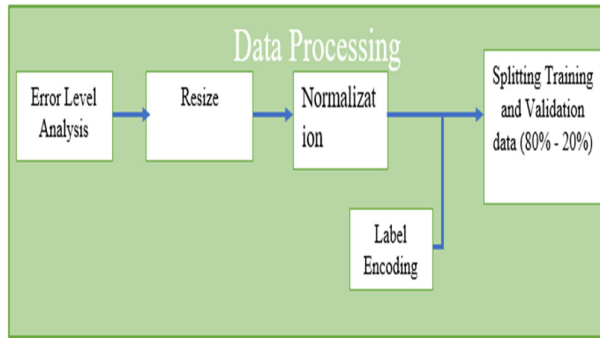 Data Processing
Error Level
Analysis
Resize
Normalizat
ion
Splitting Training
and Validation
data (80% - 20%)
Label
Encoding